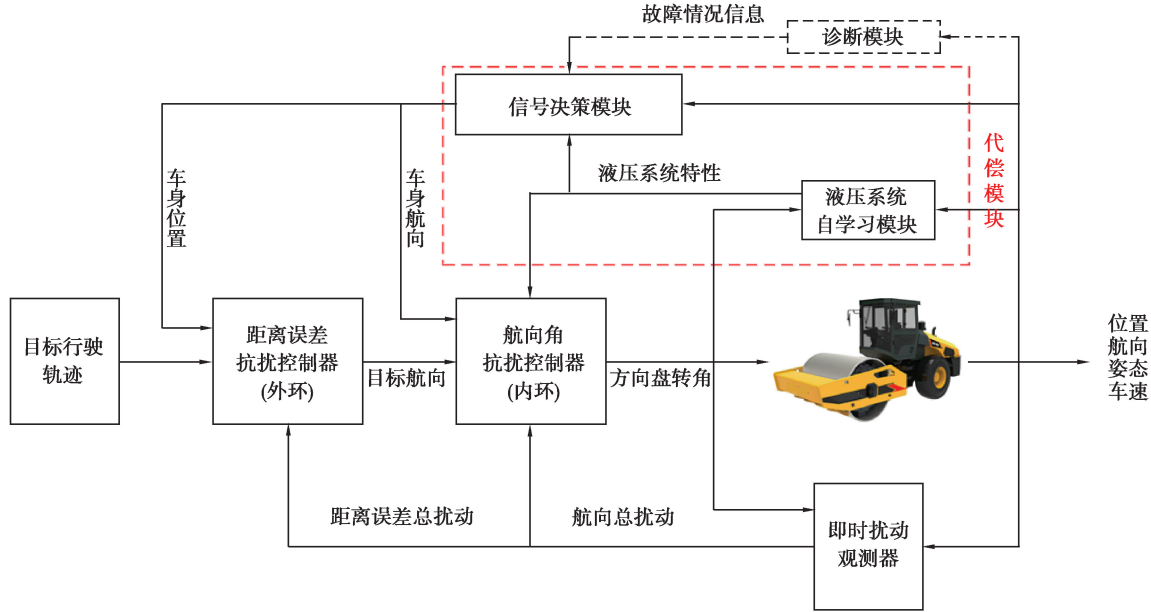 故障情况信息
诊断模块
信号决策模块
代偿模块
液压系统特性
液压系统
自学习模块
车身位置
车身航向
目标行驶
轨迹
距离误差
抗扰控制器
(外环)
目标航向
航向角
抗扰控制器
(内环)
方向盘转角
位置
航向
姿态
车速
距离误差总扰动
航向总扰动
即时扰动
观测器